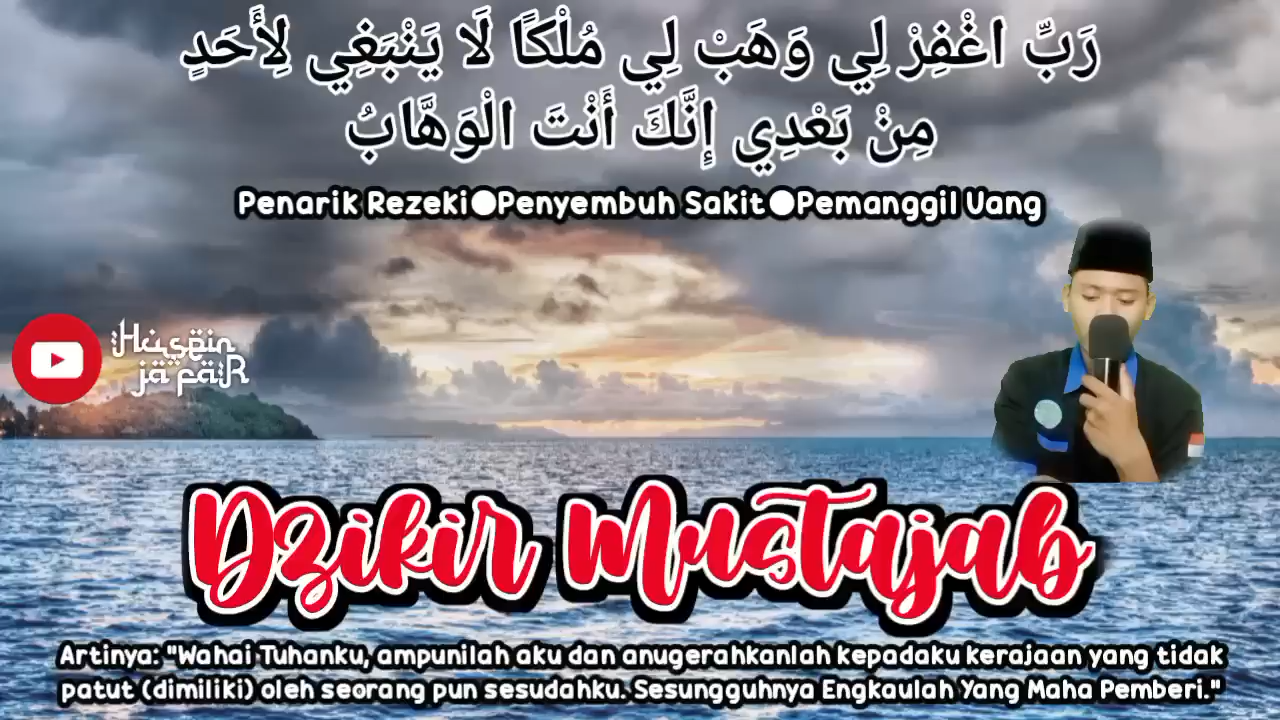 رَبِّ اغْفِرْ لِي وَهَبْ لِي مُلْكًا لَا يَنْبَغِي لِأَحَدٍ
مِنْ بَعْدِي إِنَّكَ أَنْتَ الْوَهَّابُ
Penarik Rezeki●Penyembuh Sakit●Pemanggil Uang
Husein
ja'faR
Dzikir Mustajab
Artinya: "Wahai Tuhanku, ampunilah aku dan anugerahkanlah kepadaku kerajaan yang tidak
patut (dimiliki) oleh seorang pun sesudahku. Sesungguhnya Engkaulah Yang Maha Pemberi."